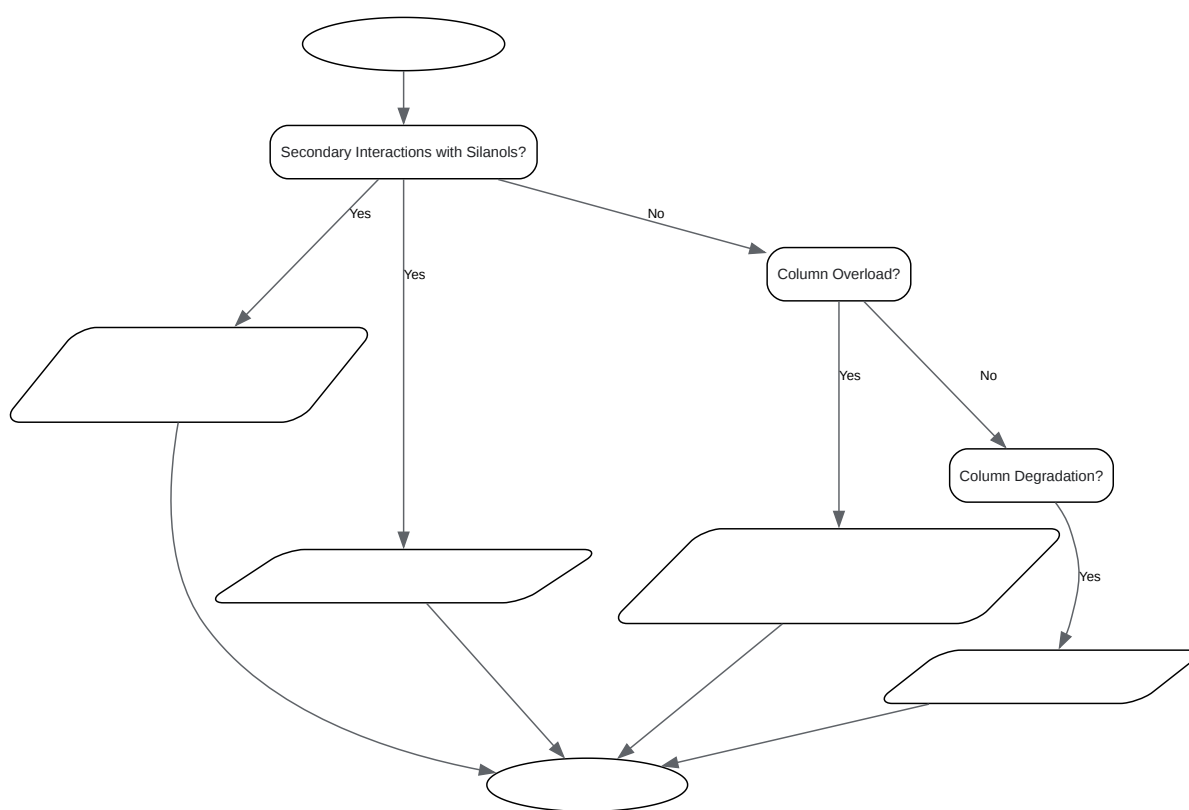 Secondary Interactions with Silanols?
Yes
No
Yes
Column Overload?
Yes
No
Column Degradation?
Yes